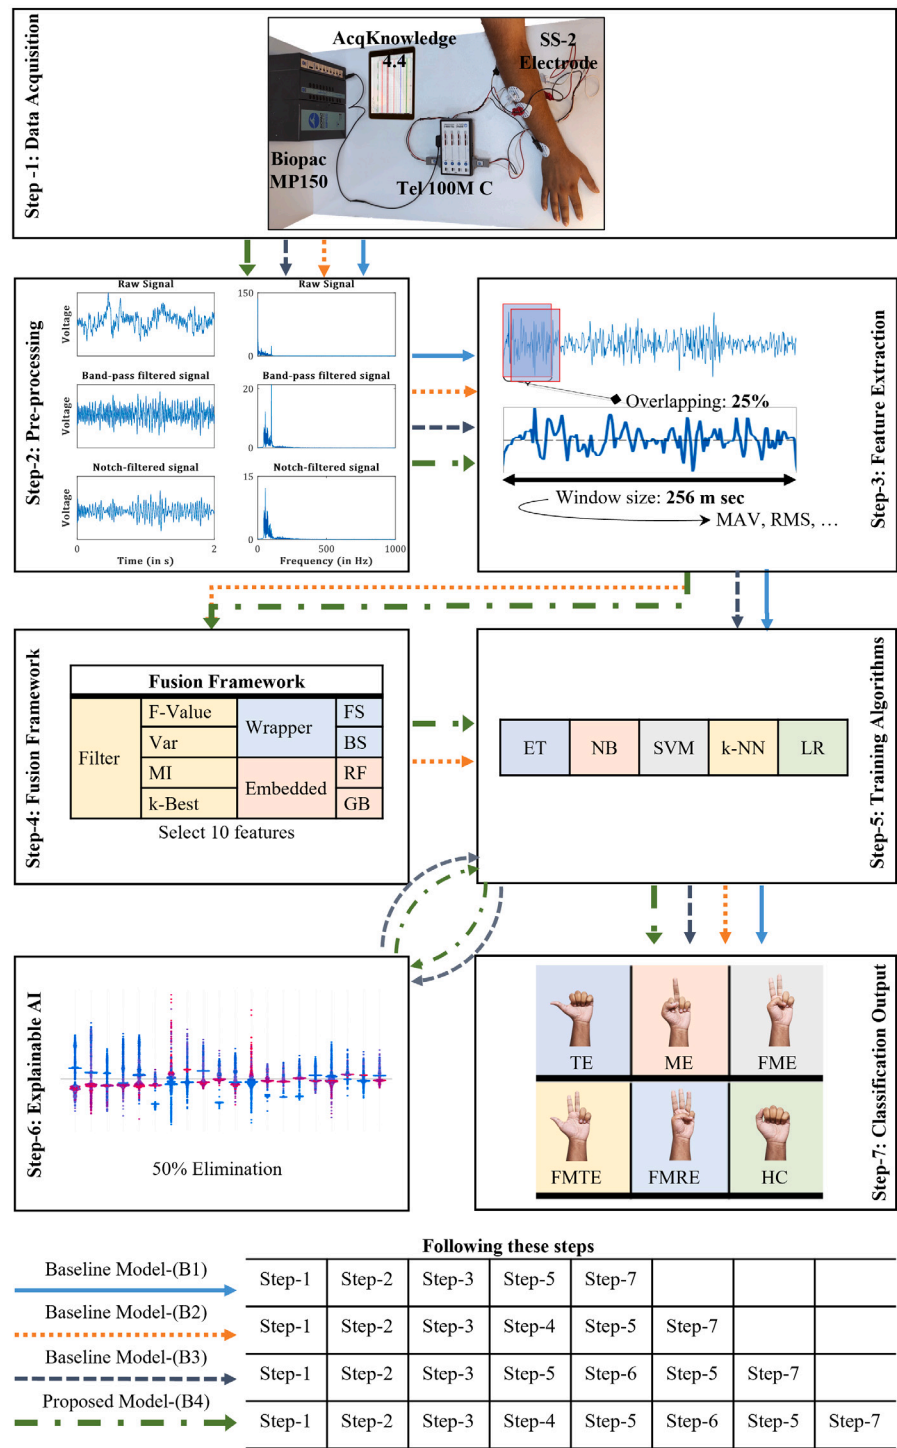 Step -1: Data Acquisition
AcqKnowledge
4.4
SS-2
Electrode
Biopac
MP150
Tel 100M C
Step-2: Pre-processing
Raw Signal
Raw Signal
Voltage
150
0
Band-pass filtered signal
Band-pass filtered signal
Voltage
20
0
Notch-filtered signal
Notch-filtered signal
Voltage
15
0
0
2
0
500
1000
Time (in s)
Frequency (in Hz)
Step-3: Feature Extraction
Overlapping: 25%
Window size: 256 m sec
MAV, RMS, …
Step-4: Fusion Framework
Fusion Framework
Filter
F-Value
Var
MI
k-Best
Wrapper
FS
BS
Embedded
RF
GB
Select 10 features
Step-5: Training Algorithms
ET
NB
SVM
k-NN
LR
Step-6: Explainable AI
50% Elimination
Step-7: Classification Output
TE
ME
FME
FMTE
FMRE
HC
Following these steps
Baseline Model-(B1)
Step-1 Step-2 Step-3 Step-5 Step-7
Baseline Model-(B2)
Step-1 Step-2 Step-3 Step-4 Step-5 Step-7
Baseline Model-(B3)
Step-1 Step-2 Step-3 Step-5 Step-6 Step-5 Step-7
Proposed Model-(B4)
Step-1 Step-2 Step-3 Step-4 Step-5 Step-6 Step-5 Step-7